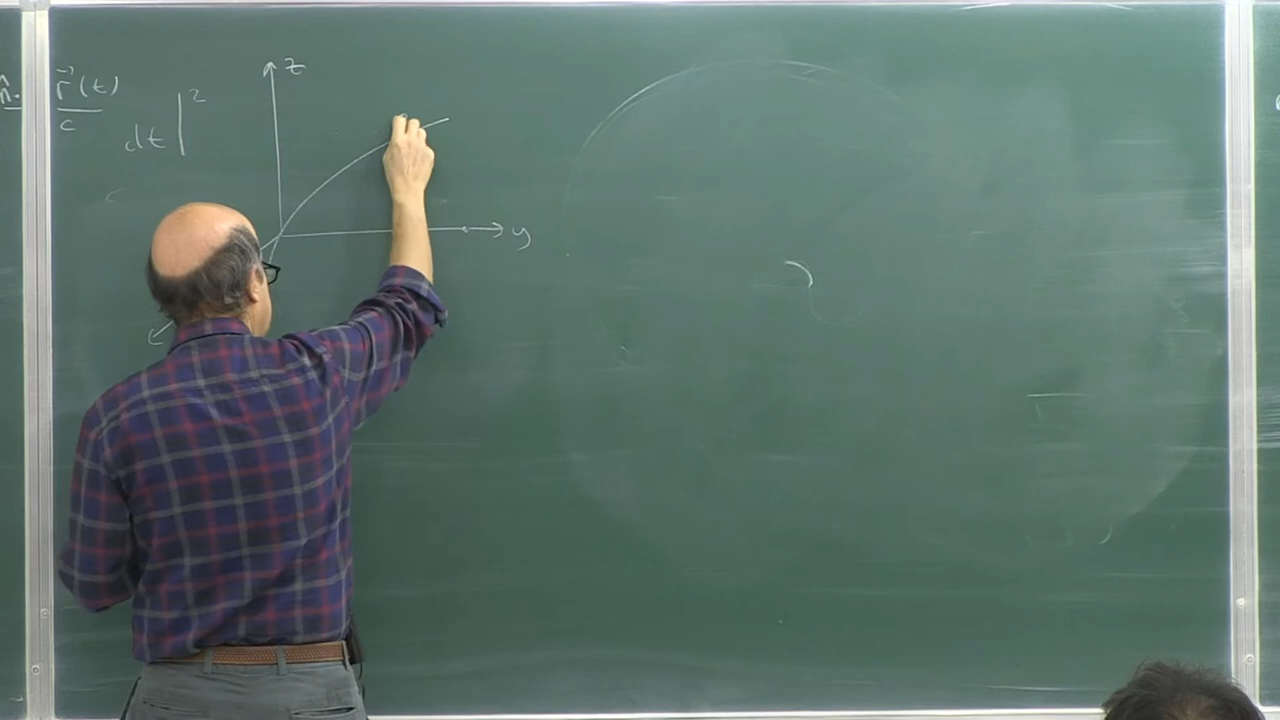 n̂. r⃗(t)
c
dt|²
z
y